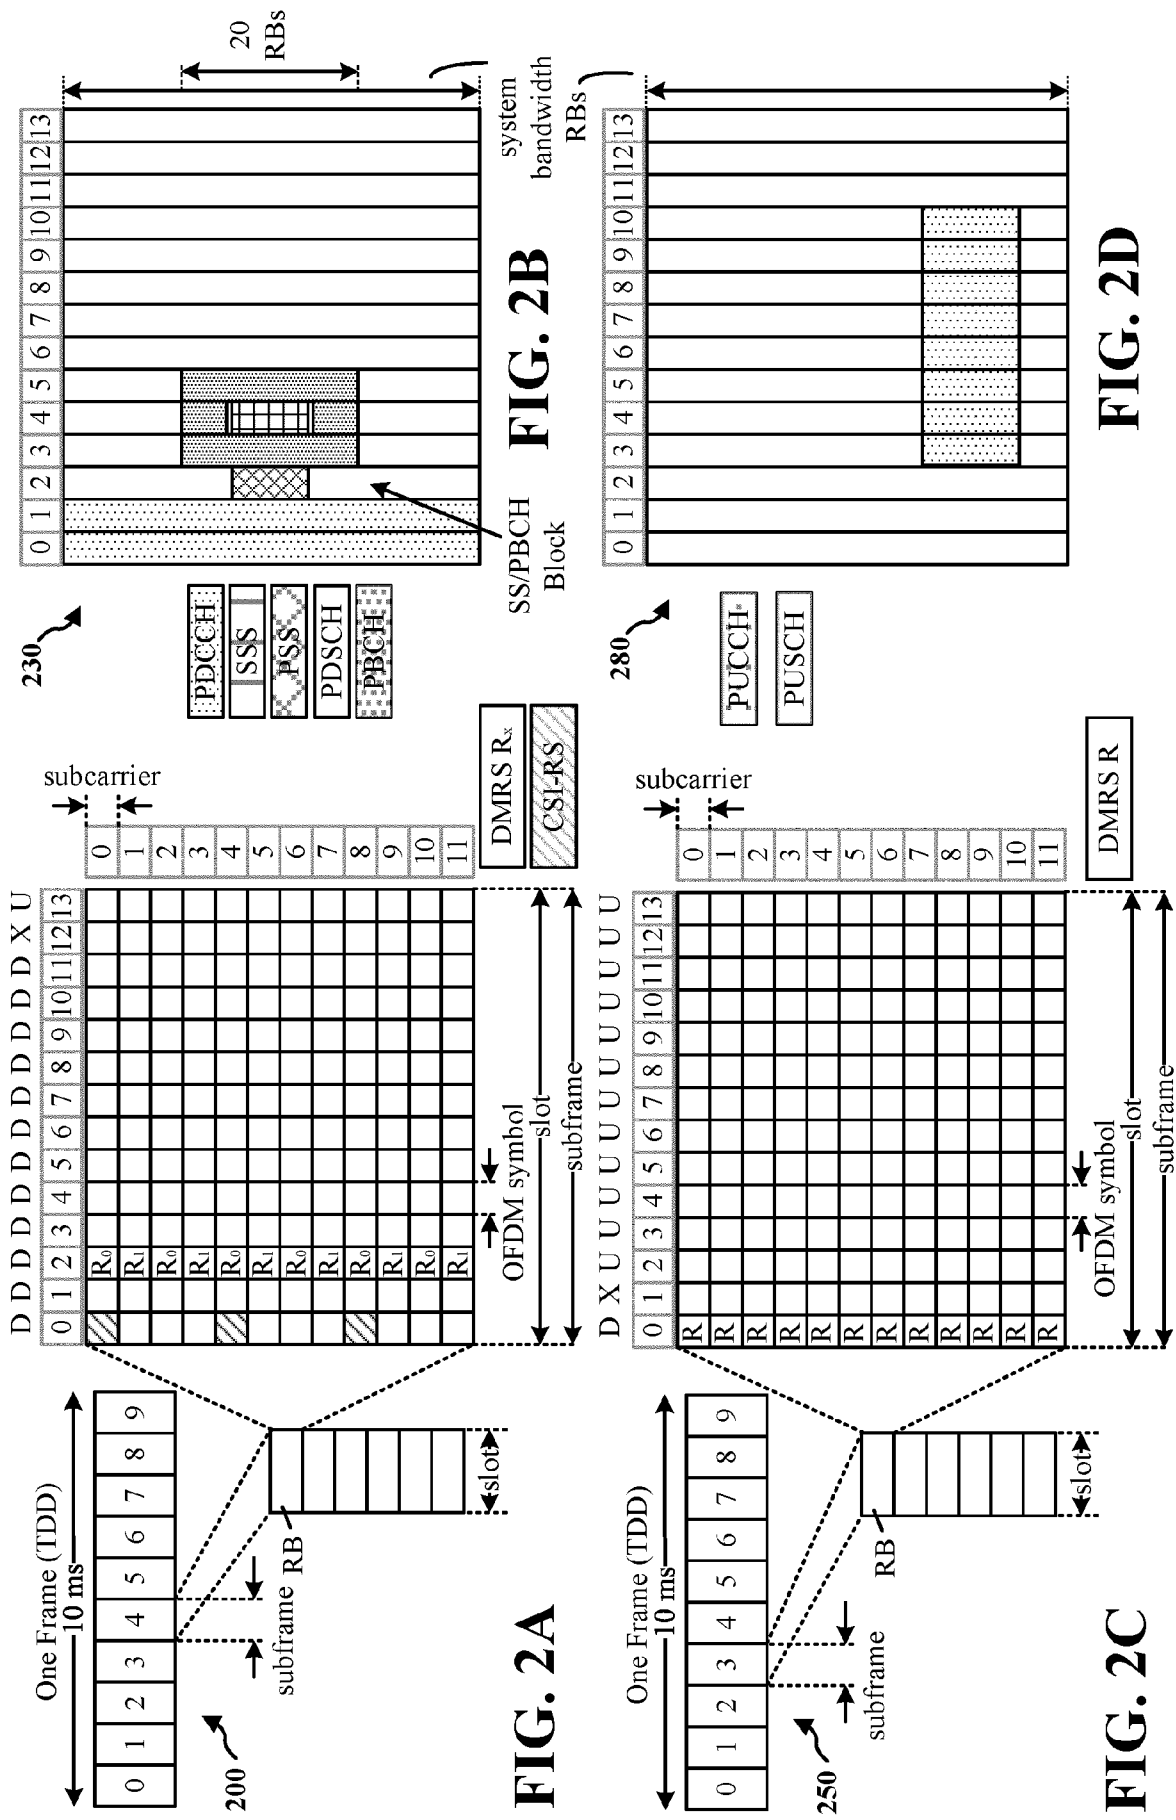 One Frame (TDD)
10 ms
0 1 2 3 4 5 6 7 8 9
subframe
RB
slot
200
D D D D D D D D D D D D X U
0 1 2 3 4 5 6 7 8 9 10 11 12 13
R0
R1
R0
R1
R0
R1
R0
R1
R0
R1
R0
R1
0
1
2
3
4
5
6
7
8
9
10
11
subcarrier
OFDM symbol
slot
subframe
DMRS Rx
CSI-RS
FIG. 2A
230
PDCCH
SSS
PSS
PDSCH
PBCH
0 1 2 3 4 5 6 7 8 9 10 11 12 13
20
RBs
SS/PBCH
Block
system
bandwidth
RBs
FIG. 2B
One Frame (TDD)
10 ms
0 1 2 3 4 5 6 7 8 9
subframe
RB
slot
250
D X U U U U U U U U U U U U
0 1 2 3 4 5 6 7 8 9 10 11 12 13
R
R
R
R
R
R
R
R
R
R
R
R
0
1
2
3
4
5
6
7
8
9
10
11
subcarrier
OFDM symbol
slot
subframe
DMRS R
FIG. 2C
280
PUCCH
PUSCH
0 1 2 3 4 5 6 7 8 9 10 11 12 13
FIG. 2D